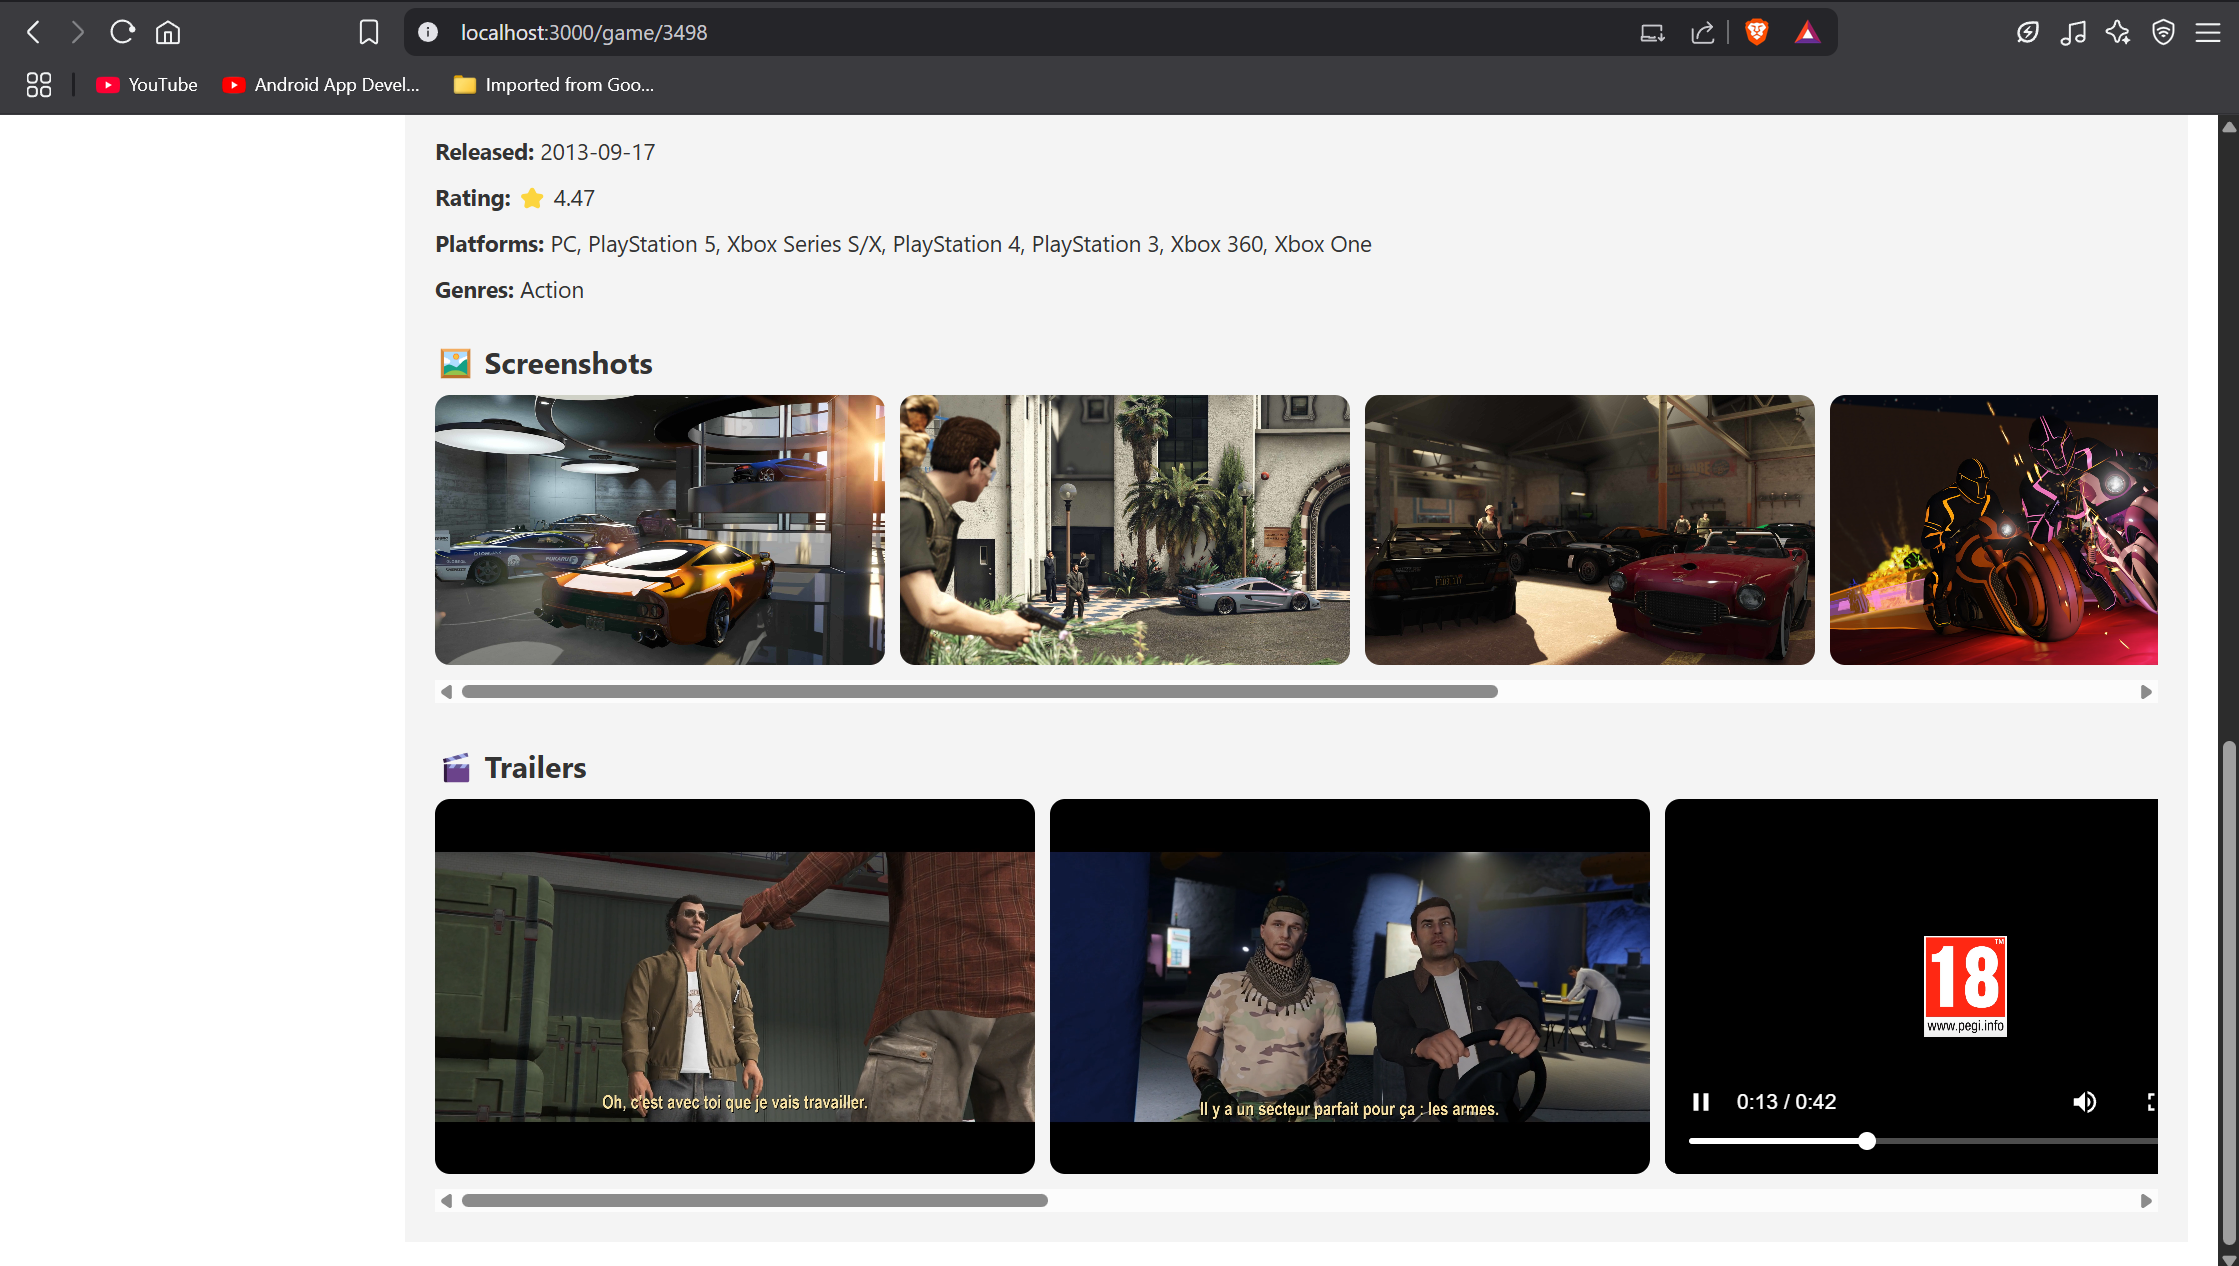 localhost:3000/game/3498
YouTube
Android App Devel...
Imported from Goo...
Released: 2013-09-17
Rating: ⭐ 4.47
Platforms: PC, PlayStation 5, Xbox Series S/X, PlayStation 4, PlayStation 3, Xbox 360, Xbox One
Genres: Action
Screenshots
Trailers
Oh, c'est avec toi que je vais travailler.
Il y a un secteur parfait pour ça : les armes.
18™
www.pegi.info
0:13 / 0:42